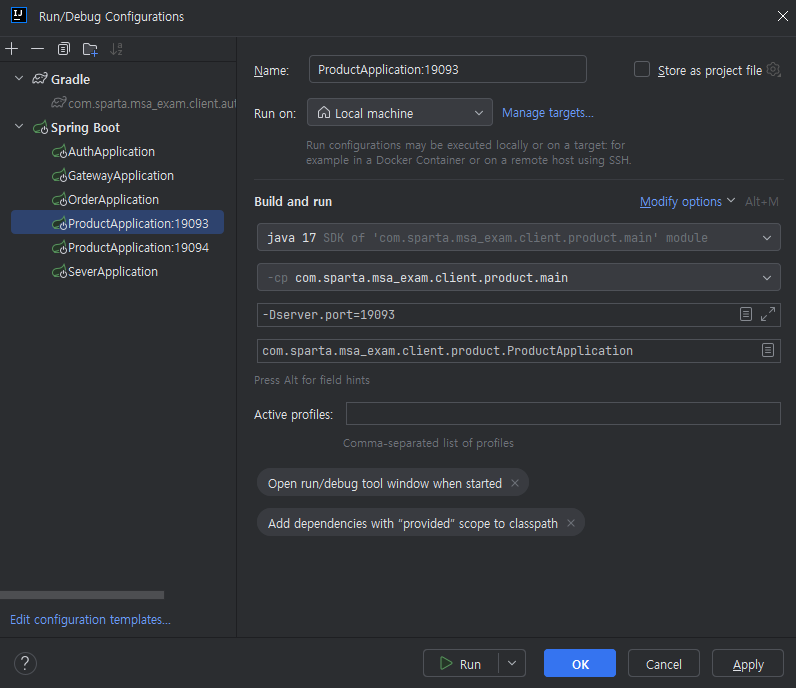 IJ Run/Debug Configurations
Gradle
com.sparta.msa_exam.client.aut
Spring Boot
AuthApplication
GatewayApplication
OrderApplication
ProductApplication:19093
ProductApplication:19094
SeverApplication
Edit configuration templates...
Name: ProductApplication:19093 Store as project file
Run on: Local machine Manage targets...
Run configurations may be executed locally or on a target: for
example in a Docker Container or on a remote host using SSH.
Build and run Modify options Alt+M
java 17 SDK of 'com.sparta.msa_exam.client.product.main' module
-cp com.sparta.msa_exam.client.product.main
-Dserver.port=19093
com.sparta.msa_exam.client.product.ProductApplication
Press Alt for field hints
Active profiles:
Comma-separated list of profiles
Open run/debug tool window when started
Add dependencies with “provided” scope to classpath
? Run OK Cancel Apply